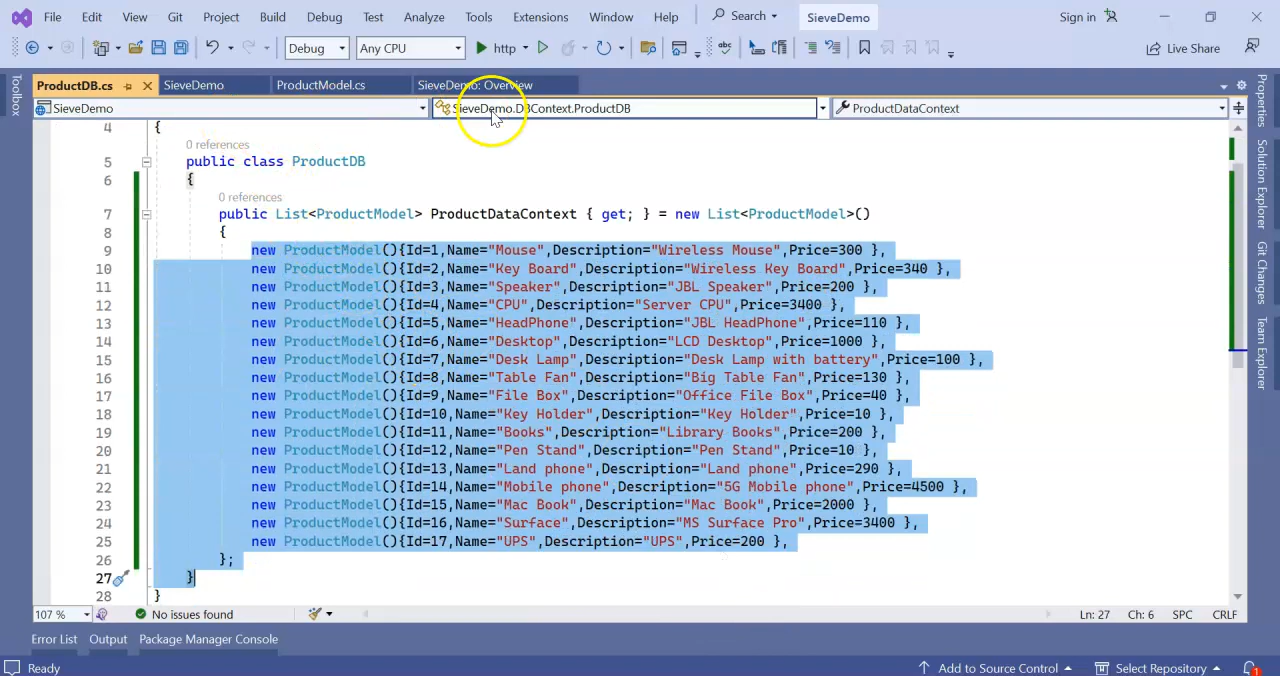 File Edit View Git Project Build Debug Test Analyze Tools Extensions Window Help Search SieveDemo Sign in
Debug Any CPU http abc Live Share
Toolbox
ProductDB.cs SieveDemo ProductModel.cs SieveDemo: Overview
SieveDemo SieveDemo.DBContext.ProductDB ProductDataContext
4 {
0 references
5 public class ProductDB
6 {
0 references
7 public List<ProductModel> ProductDataContext { get; } = new List<ProductModel>()
8 {
9 new ProductModel(){Id=1,Name="Mouse",Description="Wireless Mouse",Price=300 },
10 new ProductModel(){Id=2,Name="Key Board",Description="Wireless Key Board",Price=340 },
11 new ProductModel(){Id=3,Name="Speaker",Description="JBL Speaker",Price=200 },
12 new ProductModel(){Id=4,Name="CPU",Description="Server CPU",Price=3400 },
13 new ProductModel(){Id=5,Name="HeadPhone",Description="JBL HeadPhone",Price=110 },
14 new ProductModel(){Id=6,Name="Desktop",Description="LCD Desktop",Price=1000 },
15 new ProductModel(){Id=7,Name="Desk Lamp",Description="Desk Lamp with battery",Price=100 },
16 new ProductModel(){Id=8,Name="Table Fan",Description="Big Table Fan",Price=130 },
17 new ProductModel(){Id=9,Name="File Box",Description="Office File Box",Price=40 },
18 new ProductModel(){Id=10,Name="Key Holder",Description="Key Holder",Price=10 },
19 new ProductModel(){Id=11,Name="Books",Description="Library Books",Price=200 },
20 new ProductModel(){Id=12,Name="Pen Stand",Description="Pen Stand",Price=10 },
21 new ProductModel(){Id=13,Name="Land phone",Description="Land phone",Price=290 },
22 new ProductModel(){Id=14,Name="Mobile phone",Description="5G Mobile phone",Price=4500 },
23 new ProductModel(){Id=15,Name="Mac Book",Description="Mac Book",Price=2000 },
24 new ProductModel(){Id=16,Name="Surface",Description="MS Surface Pro",Price=3400 },
25 new ProductModel(){Id=17,Name="UPS",Description="UPS",Price=200 },
26 };
27 }
28 }
Properties
Solution Explorer
Git Changes
Team Explorer
107 % No issues found Ln: 27 Ch: 6 SPC CRLF
Error List Output Package Manager Console
Ready Add to Source Control Select Repository 1